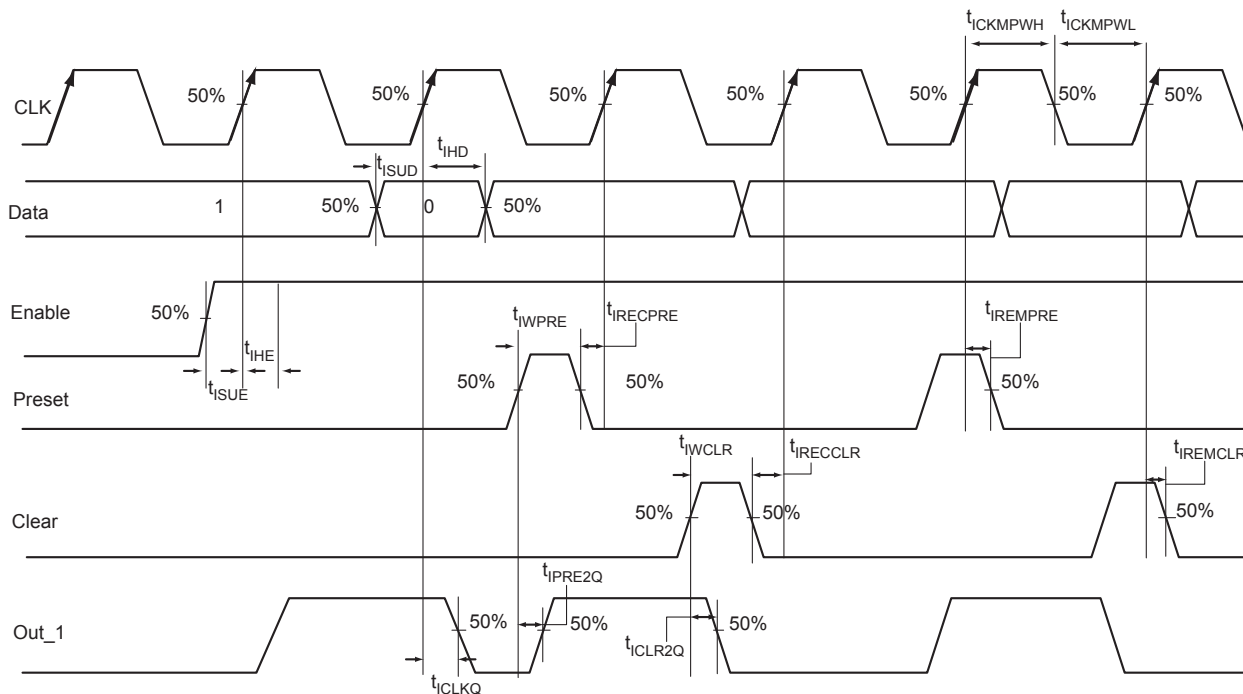 tICKMPWH tICKMPWL
CLK 50% 50% 50% 50% 50% 50% 50%
tISUD tIHD
Data 1 50% 0 50%
Enable 50%
tIHE
tISUE
tIWPRE tIRECPRE tIREMPRE
Preset 50% 50% 50%
tIWCLR tIRECCLR tIREMCLR
Clear 50% 50% 50%
tIPRE2Q
Out_1 50% 50% 50%
tICLR2Q
tICLKQ